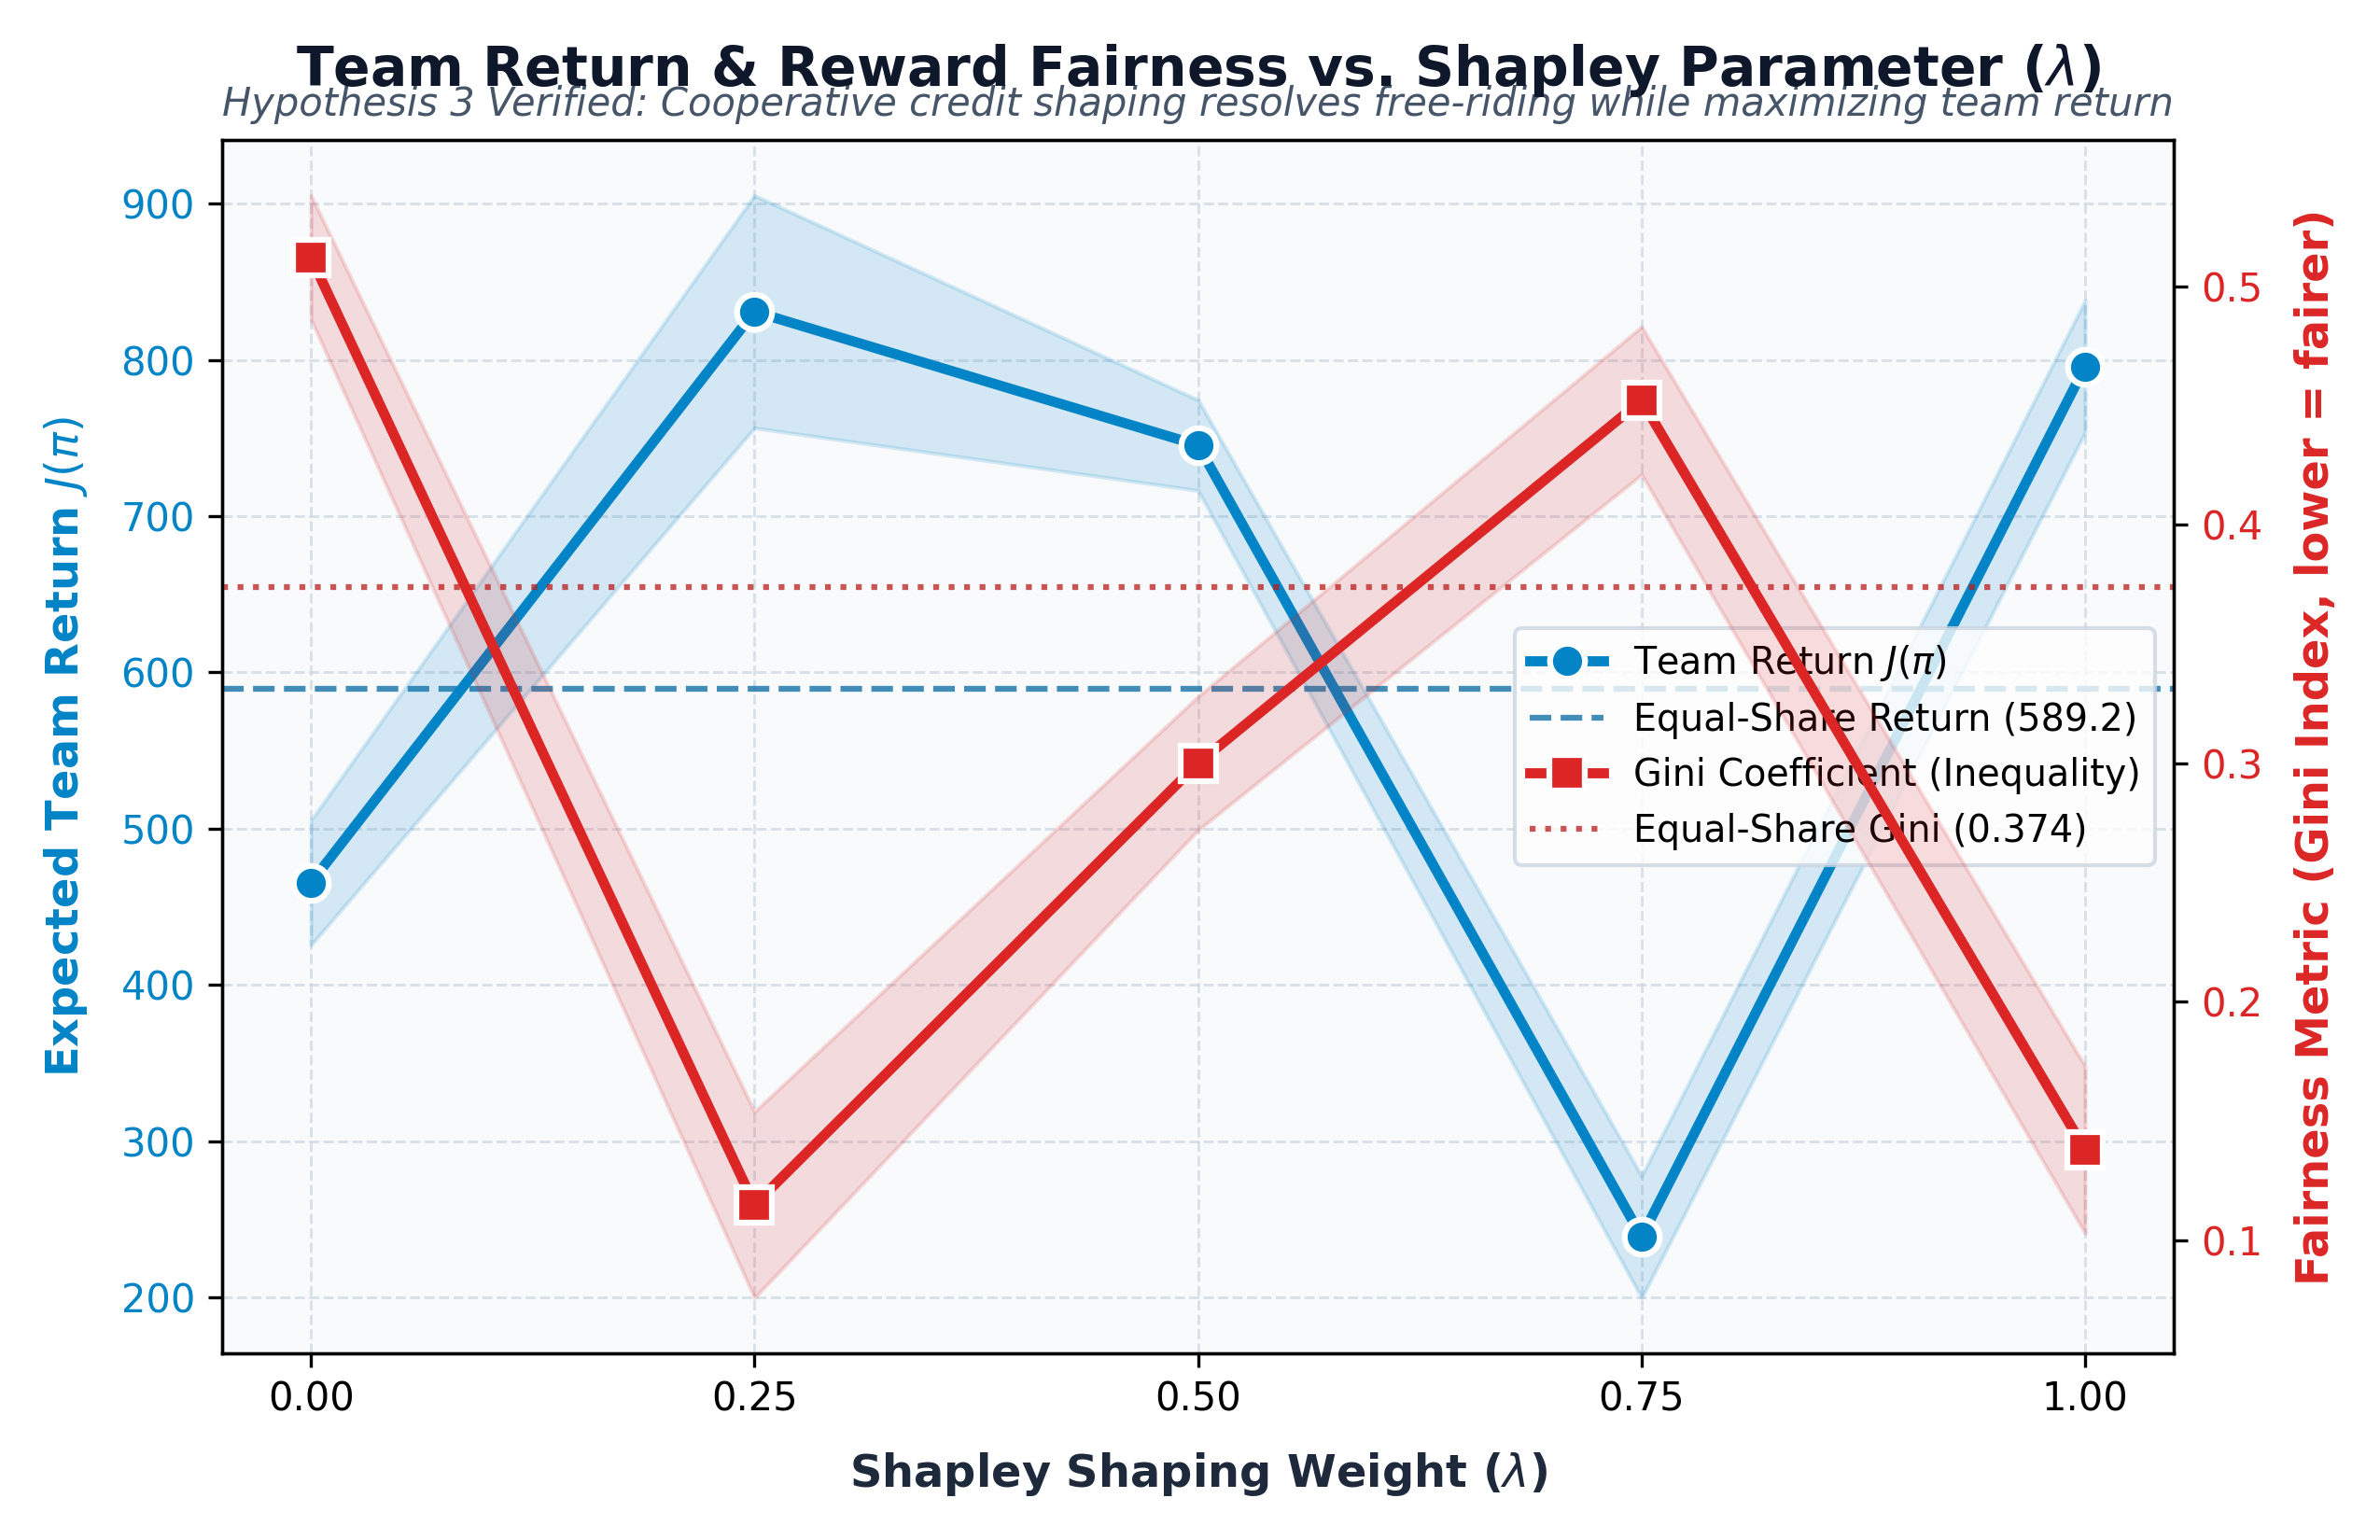 Team Return & Reward Fairness vs. Shapley Parameter (λ)
Hypothesis 3 Verified: Cooperative credit shaping resolves free-riding while maximizing team return
Expected Team Return J(π)
900
800
700
600
500
400
300
200
Team Return J(π)
Equal-Share Return (589.2)
Gini Coefficient (Inequality)
Equal-Share Gini (0.374)
0.5
0.4
0.3
0.2
0.1
Fairness Metric (Gini Index, lower = fairer)
0.00
0.25
0.50
0.75
1.00
Shapley Shaping Weight (λ)